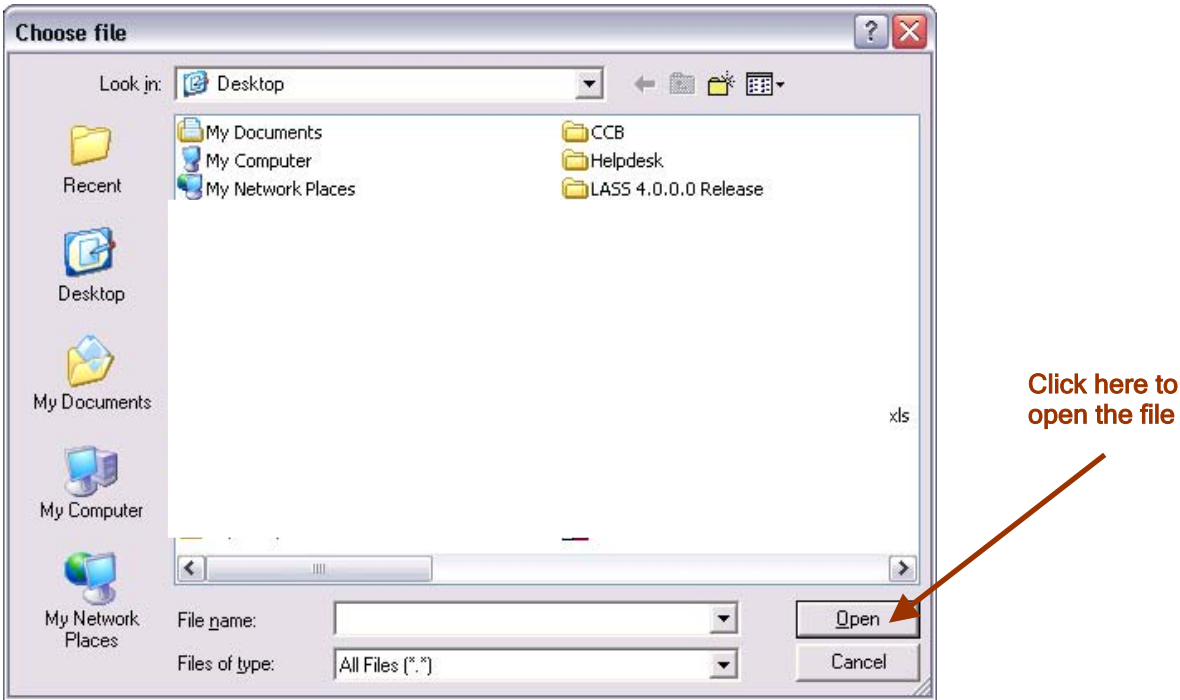 Choose file
Look in:
Desktop
My Documents
CCB
My Computer
Helpdesk
My Network Places
LASS 4.0.0.0 Release
Recent
Desktop
My Documents
xls
My Computer
My Network
Places
File name:
Open
Files of type:
All Files (*.*)
Cancel
Click here to
open the file